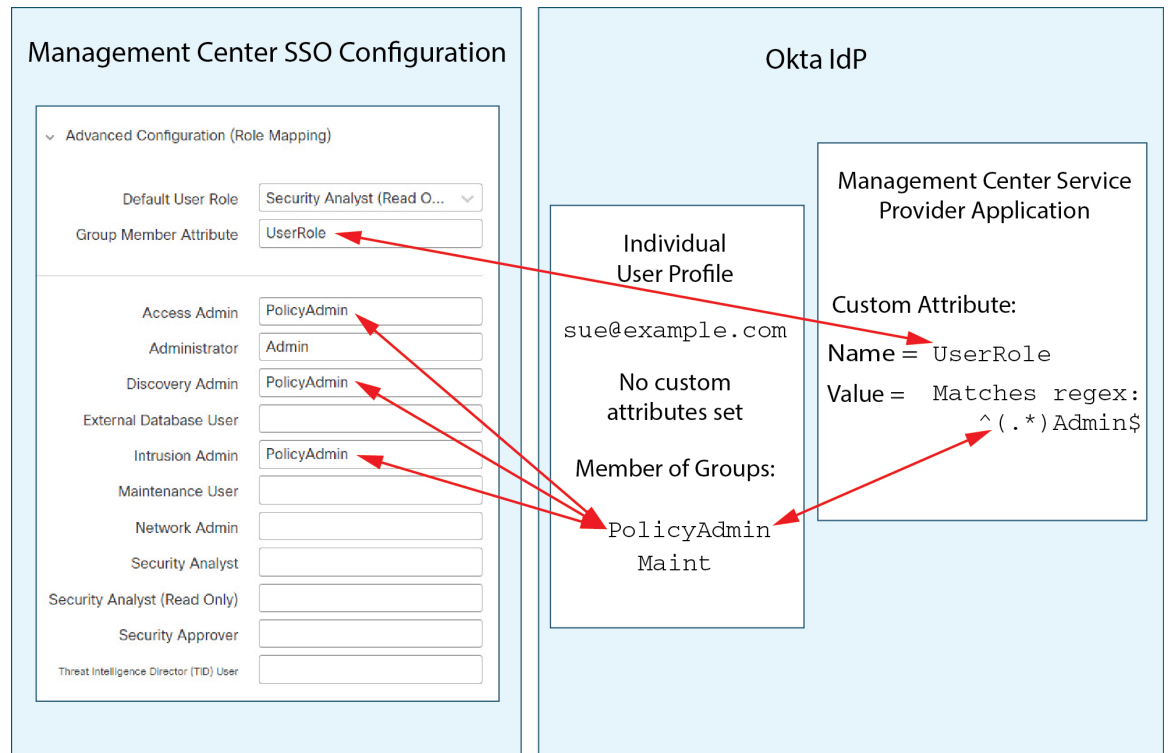 Management Center SSO Configuration
Advanced Configuration (Role Mapping)
Default User Role Security Analyst (Read O...
Group Member Attribute UserRole
Access Admin PolicyAdmin
Administrator Admin
Discovery Admin PolicyAdmin
External Database User
Intrusion Admin PolicyAdmin
Maintenance User
Network Admin
Security Analyst
Security Analyst (Read Only)
Security Approver
Threat Intelligence Director (TID) User
Okta IdP
Individual
User Profile
sue@example.com
No custom
attributes set
Member of Groups:
PolicyAdmin
Maint
Management Center Service
Provider Application
Custom Attribute:
Name = UserRole
Value = Matches regex:
^(.*)Admin$